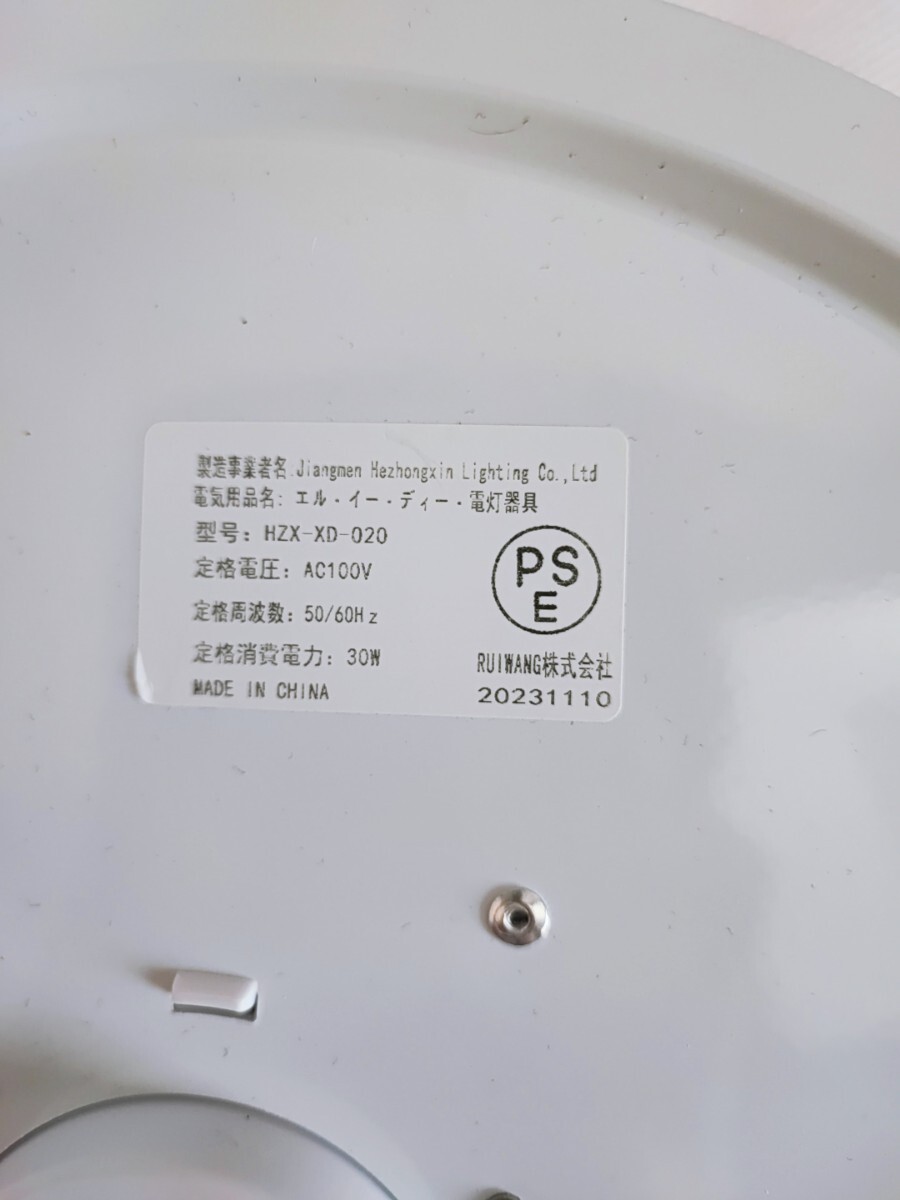 製造事業者名.Jiangmen Hezhongxin Lighting Co.,Ltd
電気用品名: エル・イー・ディー・電灯器具
型号: HZX-XD-020
定格電圧: AC100V
定格周波数: 50/60Hz
定格消費電力: 30W
MADE IN CHINA
PS
E
RUIWANG株式会社
20231110